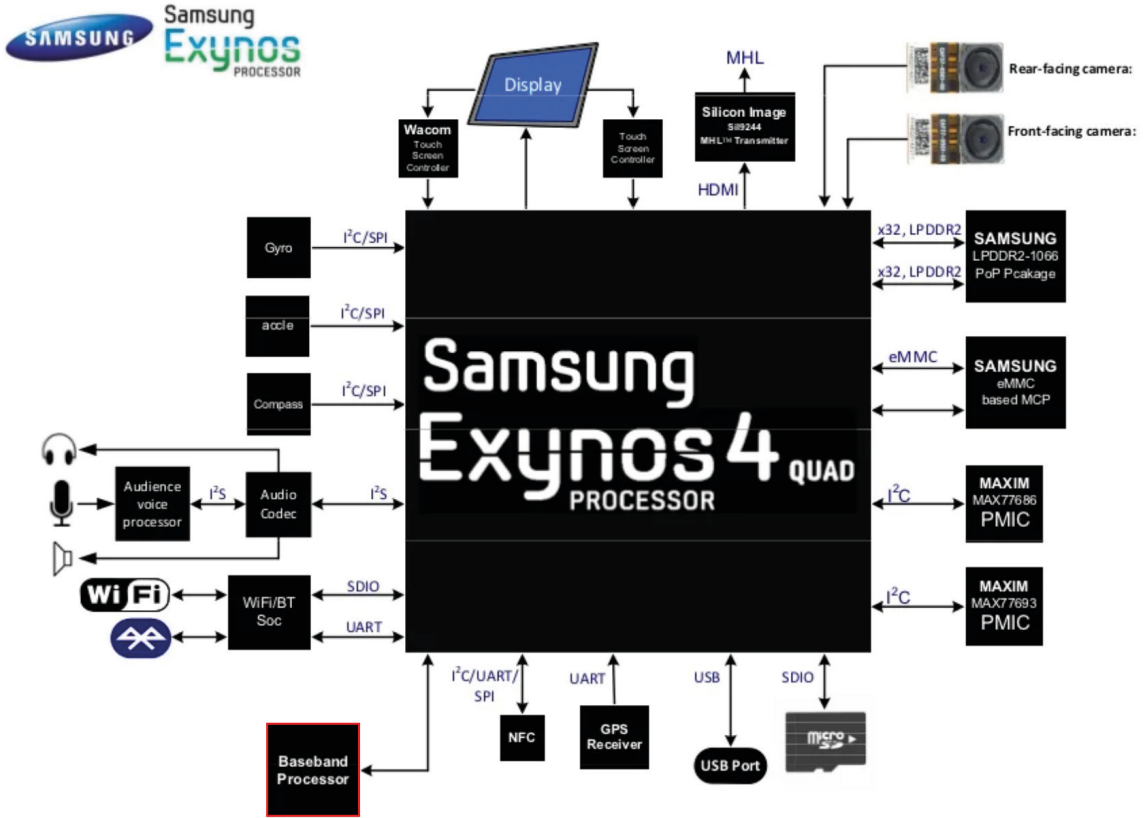 SAMSUNG
Samsung
Exynos
PROCESSOR
Display
MHL
Rear-facing camera:
Front-facing camera:
Wacom
Touch
Screen
Controller
Touch
Screen
Controller
Silicon Image
SiI9244
MHL™ Transmitter
HDMI
Gyro
I²C/SPI
accle
I²C/SPI
Compass
I²C/SPI
x32, LPDDR2
x32, LPDDR2
SAMSUNG
LPDDR2-1066
PoP Pcakage
eMMC
SAMSUNG
eMMC
based MCP
Samsung
Exynos 4 QUAD
PROCESSOR
Audience
voice
processor
I²S
Audio
Codec
I²S
I²C
MAXIM
MAX77686
PMIC
WiFi
WiFi/BT
Soc
SDIO
UART
I²C
MAXIM
MAX77693
PMIC
I²C/UART/
SPI
UART
USB
SDIO
Baseband
Processor
NFC
GPS
Receiver
USB Port
micro
SD